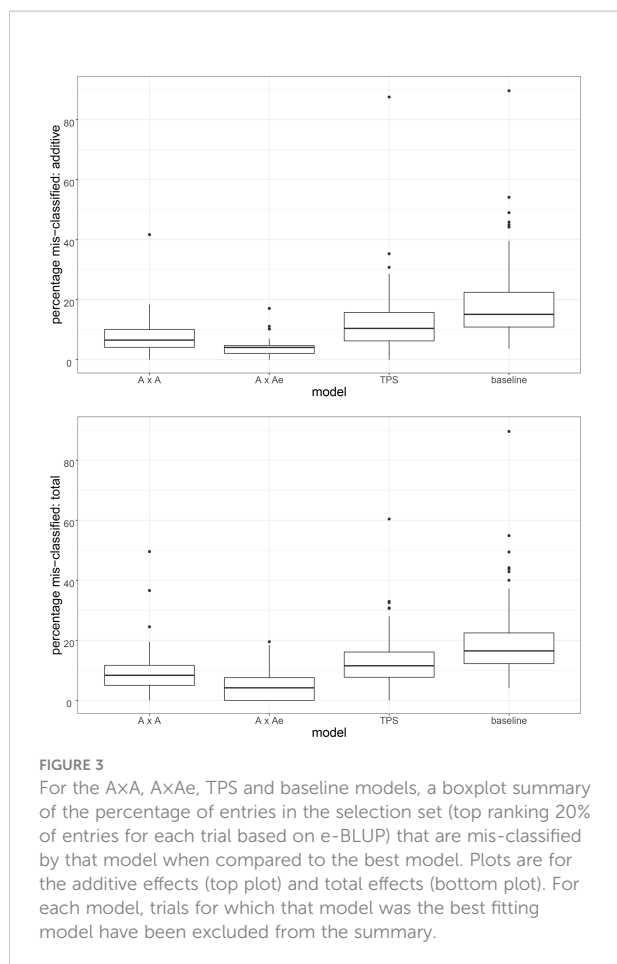 percentage mis-classified: additive
80
60
40
20
0
A x A
A x Ae
TPS
baseline
model
percentage mis-classified: total
80
60
40
20
0
A x A
A x Ae
TPS
baseline
model
FIGURE 3
For the A×A, A×Ae, TPS and baseline models, a boxplot summary
of the percentage of entries in the selection set (top ranking 20%
of entries for each trial based on e-BLUP) that are mis-classified
by that model when compared to the best model. Plots are for
the additive effects (top plot) and total effects (bottom plot). For
each model, trials for which that model was the best fitting
model have been excluded from the summary.